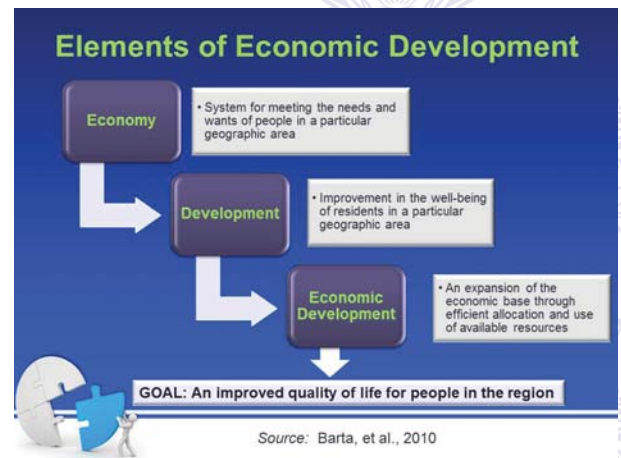 Elements of Economic Development
Economy
• System for meeting the needs and
wants of people in a particular
geographic area
Development
• Improvement in the well-being
of residents in a particular
geographic area
Economic
Development
• An expansion of the
economic base through
efficient allocation and use
of available resources
GOAL: An improved quality of life for people in the region
Source: Barta, et al., 2010